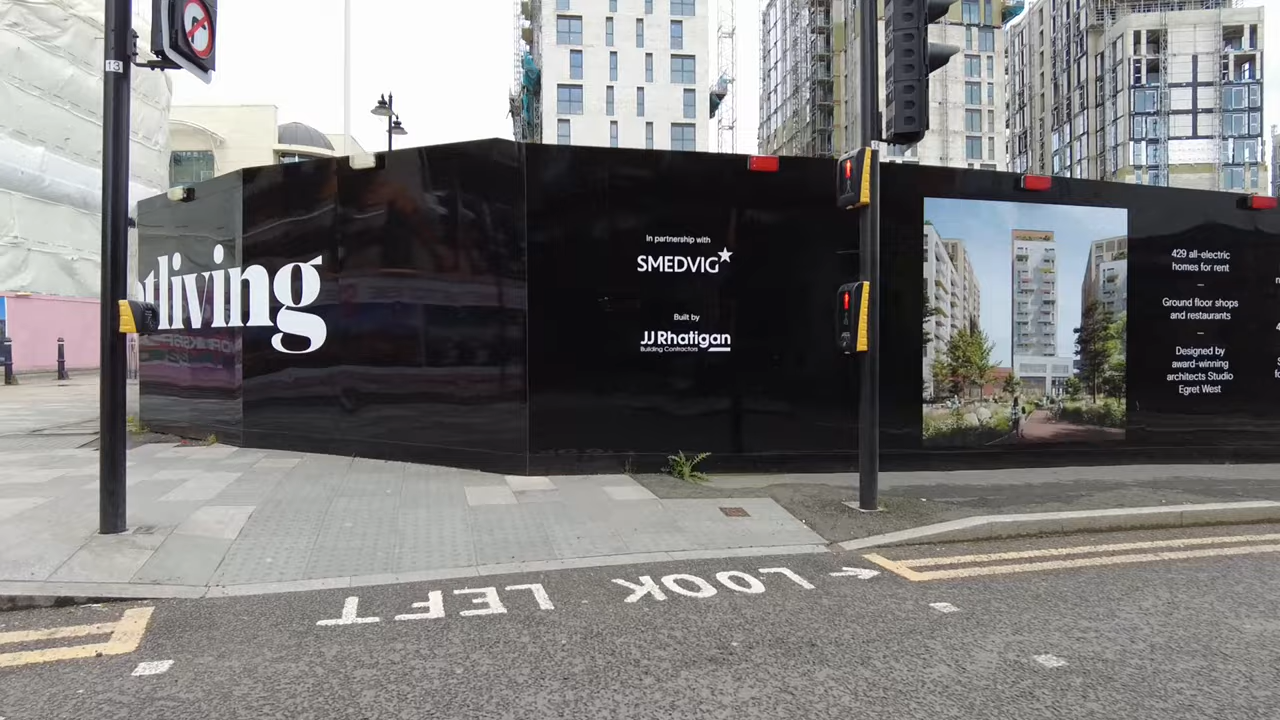 13
tliving
In partnership with
SMEDVIG
Built by
JJ Rhatigan
Building Contractors
429 all-electric
homes for rent
Ground floor shops
and restaurants
Designed by
award-winning
architects Studio
Egret West
LOOK LEFT